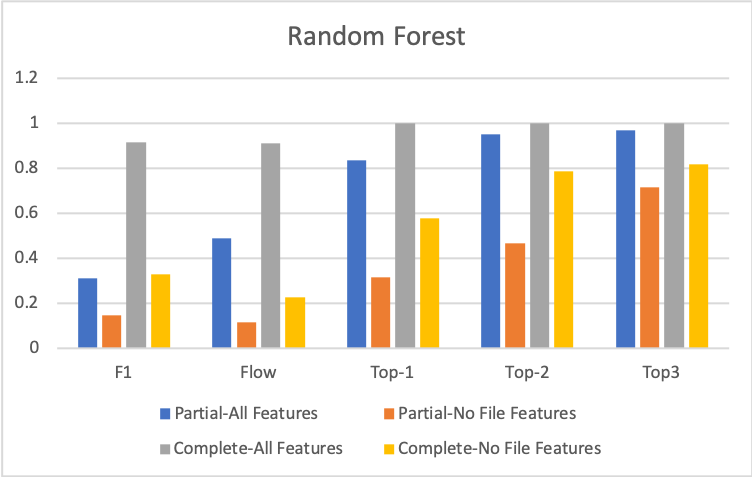 Random Forest
1.2
1
0.8
0.6
0.4
0.2
0
F1 Flow Top-1 Top-2 Top3
Partial-All Features Partial-No File Features
Complete-All Features Complete-No File Features